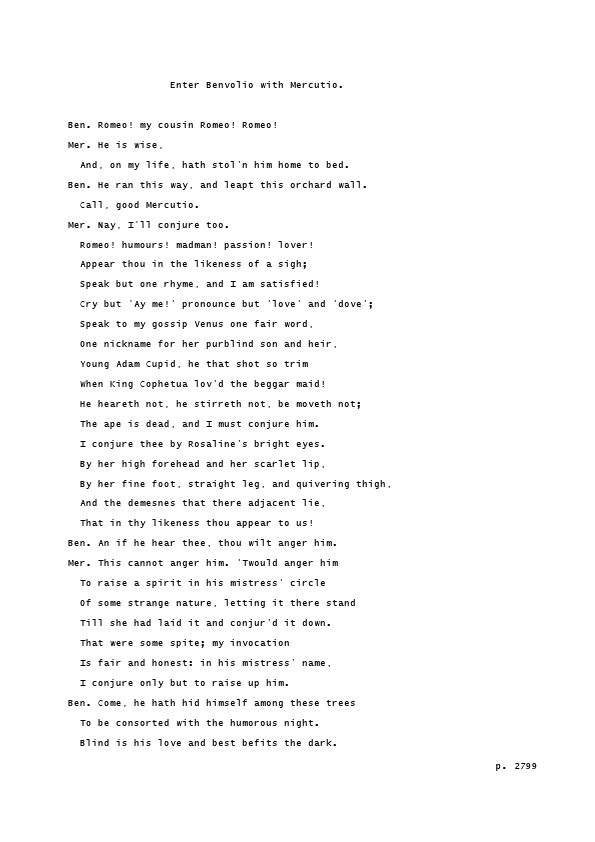 Enter Benvolio with Mercutio.
Ben. Romeo! my cousin Romeo! Romeo!
Mer. He is wise,
And, on my life, hath stol'n him home to bed.
Ben. He ran this way, and leapt this orchard wall.
Call, good Mercutio.
Mer. Nay, I'll conjure too.
Romeo! humours! madman! passion! lover!
Appear thou in the likeness of a sigh;
Speak but one rhyme, and I am satisfied!
Cry but 'Ay me!' pronounce but 'love' and 'dove';
Speak to my gossip Venus one fair word,
One nickname for her purblind son and heir,
Young Adam Cupid, he that shot so trim
When King Cophetua lov'd the beggar maid!
He heareth not, he stirreth not, be moveth not;
The ape is dead, and I must conjure him.
I conjure thee by Rosaline's bright eyes.
By her high forehead and her scarlet lip,
By her fine foot, straight leg, and quivering thigh,
And the demesnes that there adjacent lie,
That in thy likeness thou appear to us!
Ben. An if he hear thee, thou wilt anger him.
Mer. This cannot anger him. 'Twould anger him
To raise a spirit in his mistress' circle
Of some strange nature, letting it there stand
Till she had laid it and conjur'd it down.
That were some spite; my invocation
Is fair and honest: in his mistress' name,
I conjure only but to raise up him.
Ben. Come, he hath hid himself among these trees
To be consorted with the humorous night.
Blind is his love and best befits the dark.
p. 2799